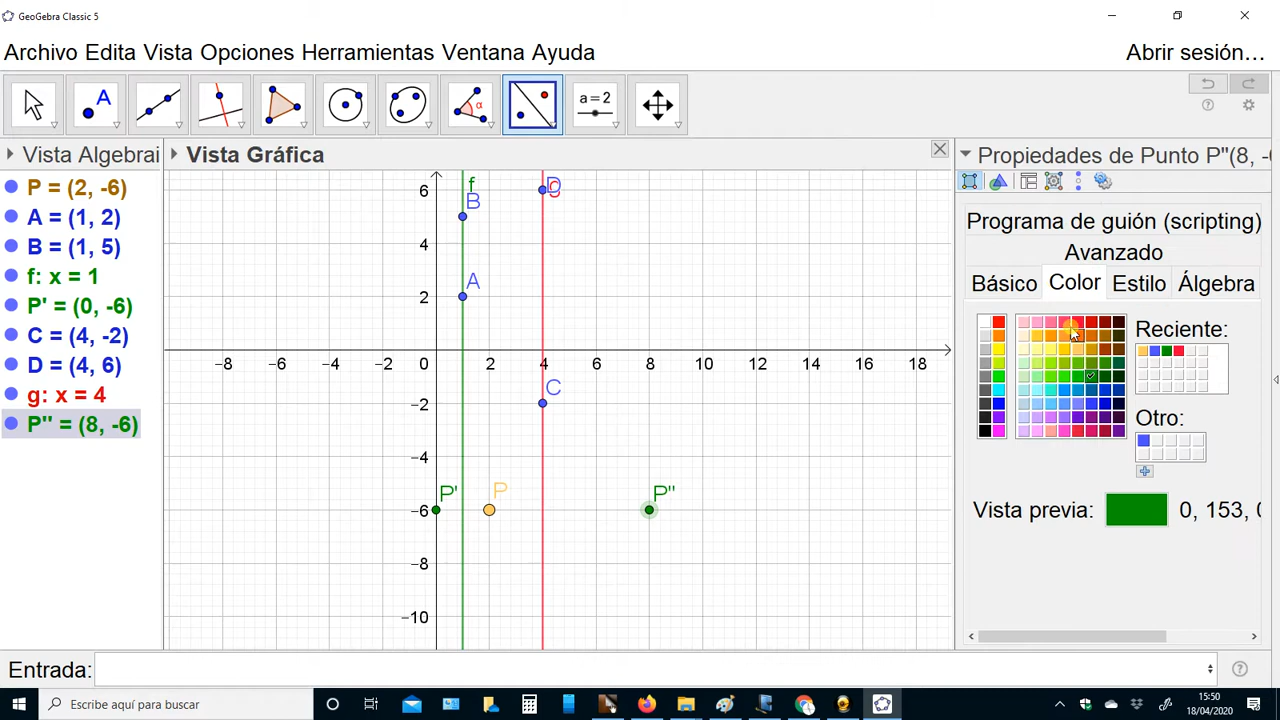 GeoGebra Classic 5
Archivo Edita Vista Opciones Herramientas Ventana Ayuda
Abrir sesión…
A
α
a = 2
Vista Algebrai
Vista Gráfica
Propiedades de Punto P''(8, -6
P = (2, -6)
A = (1, 2)
B = (1, 5)
f: x = 1
P' = (0, -6)
C = (4, -2)
D = (4, 6)
g: x = 4
P'' = (8, -6)
f
B
D
g
A
C
P'
P
P''
6
4
2
0
−2
−4
−6
−8
−10
−8
−6
−4
−2
2
4
6
8
10
12
14
16
18
Programa de guión (scripting)
Avanzado
Básico Color Estilo Álgebra
Reciente:
Otro:
Vista previa:
0, 153, 0
Entrada:
Escribe aquí para buscar
15:50
18/04/2020